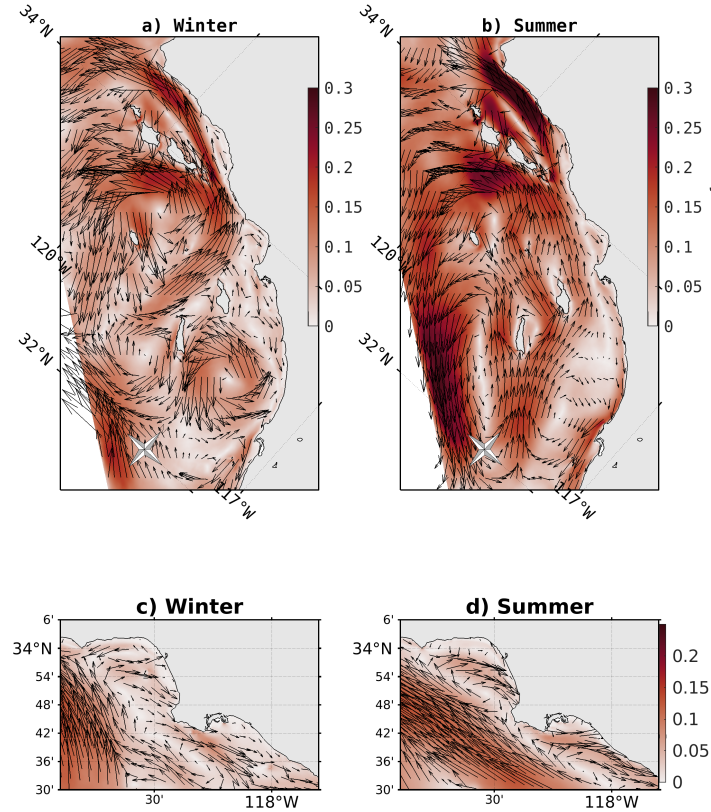 a) Winter
b) Summer
34°N
34°N
0.3
0.25
0.2
0.15
0.1
0.05
0
0.3
0.25
0.2
0.15
0.1
0.05
0
120°W
120°W
32°N
32°N
117°W
117°W
c) Winter
d) Summer
6'
34°N
54'
48'
42'
36'
30'
30'
118°W
6'
34°N
54'
48'
42'
36'
30'
30'
118°W
0.2
0.15
0.1
0.05
0